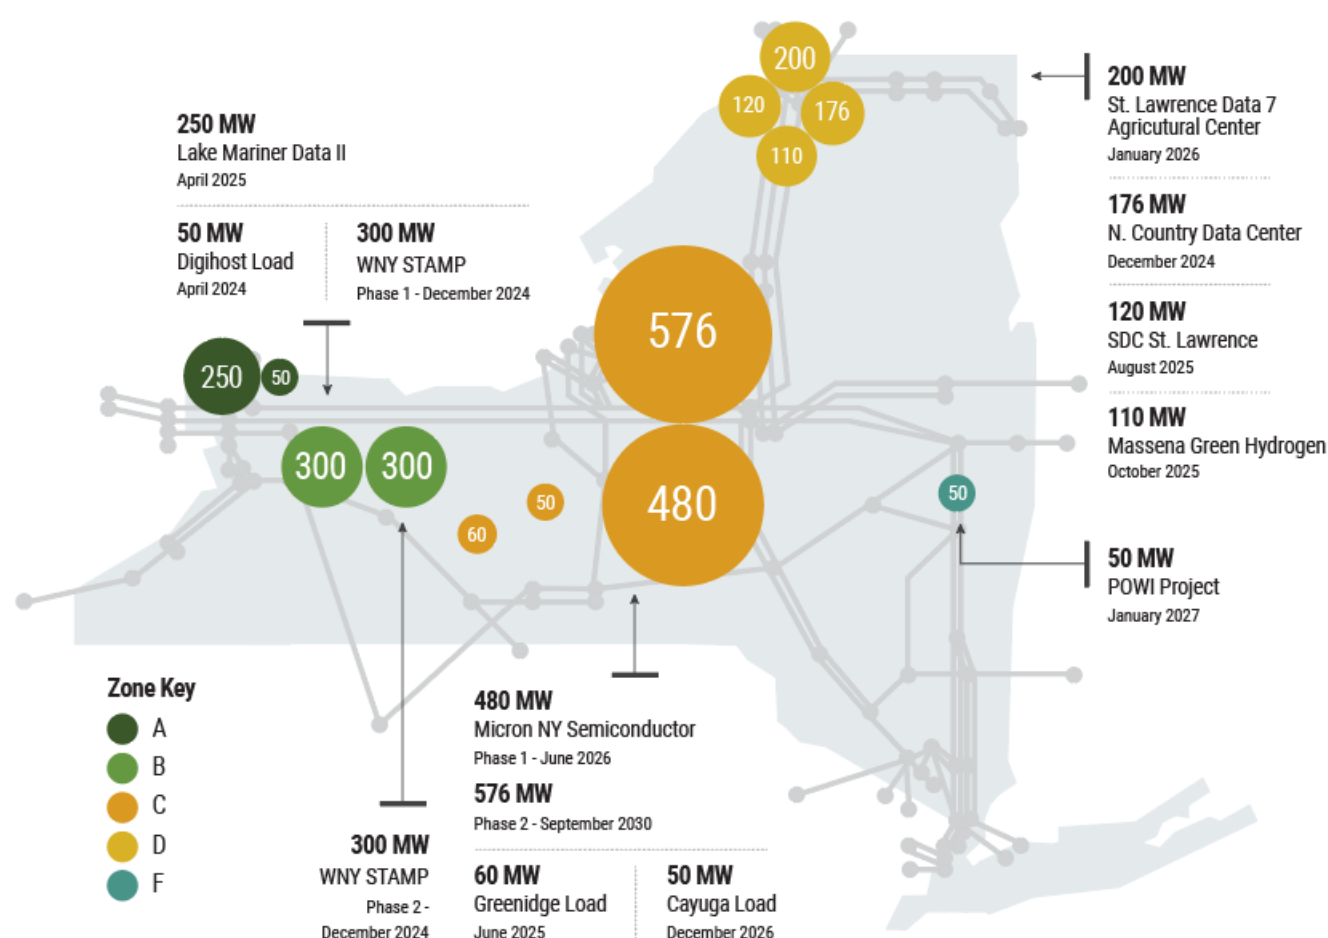 200
120
176
110
200 MW
St. Lawrence Data 7
Agricutural Center
January 2026
176 MW
N. Country Data Center
December 2024
120 MW
SDC St. Lawrence
August 2025
110 MW
Massena Green Hydrogen
October 2025
50 MW
POWI Project
January 2027
250 MW
Lake Mariner Data II
April 2025
50 MW
Digihost Load
April 2024
300 MW
WNY STAMP
Phase 1 - December 2024
250
50
300
300
576
480
50
60
50
Zone Key
A
B
C
D
F
300 MW
WNY STAMP
Phase 2 -
December 2024
480 MW
Micron NY Semiconductor
Phase 1 - June 2026
576 MW
Phase 2 - September 2030
60 MW
Greenidge Load
June 2025
50 MW
Cayuga Load
December 2026